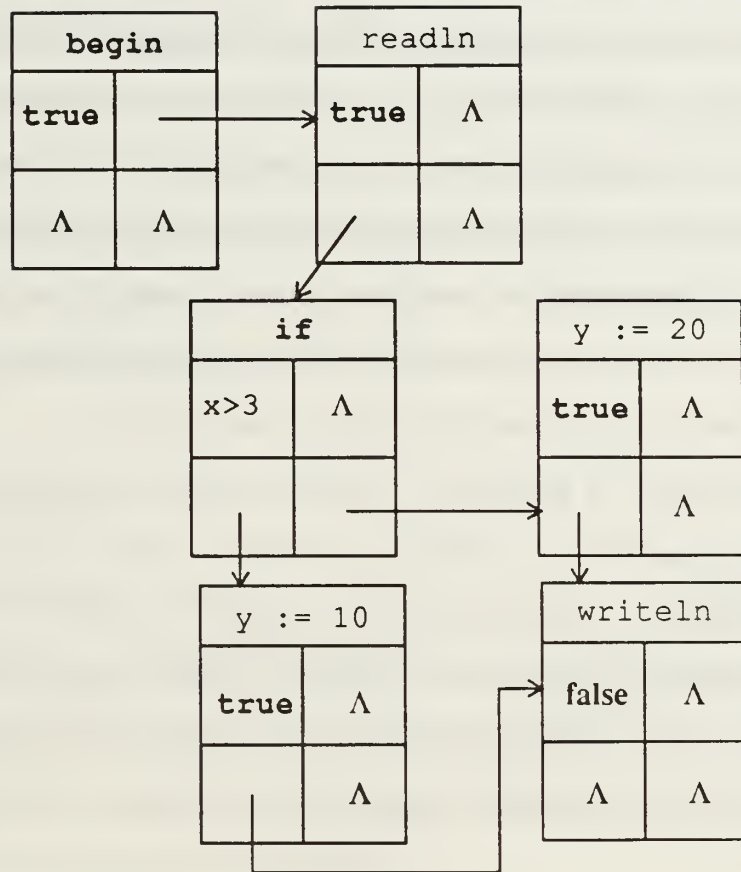 begin
true
Λ Λ
readln
true Λ
Λ
if
x>3 Λ
y := 20
true Λ
Λ
y := 10
true Λ
Λ
writeln
false Λ
Λ Λ